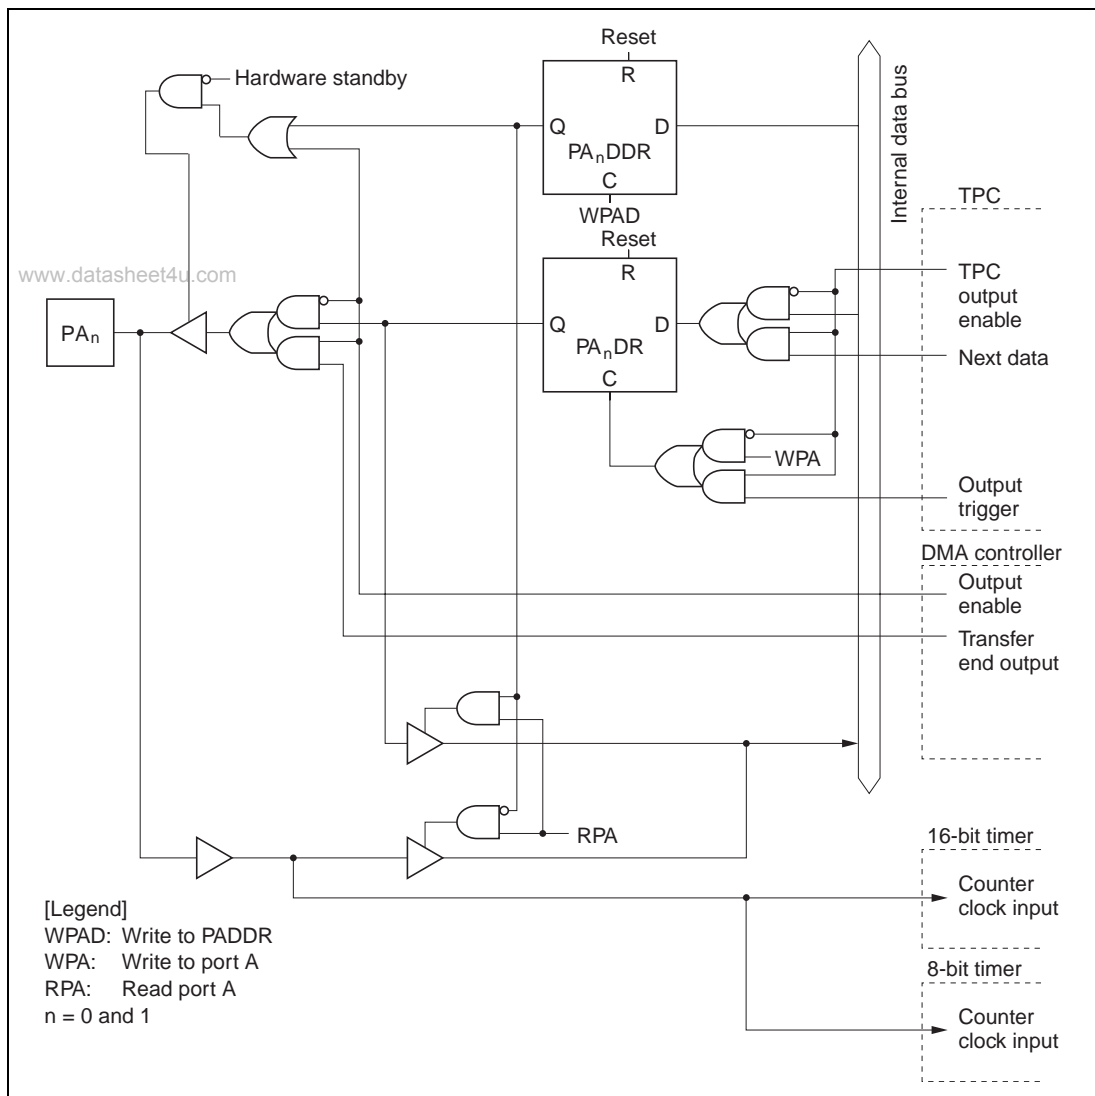 Reset
Hardware standby
R
Q
D
PAnDDR
C
WPAD
Internal data bus
TPC
Reset
R
www.datasheet4u.com
TPC
output
enable
PAn
Q
D
PAnDR
C
Next data
WPA
Output
trigger
DMA controller
Output
enable
Transfer
end output
RPA
16-bit timer
Counter
clock input
[Legend]
WPAD: Write to PADDR
WPA: Write to port A
RPA: Read port A
n = 0 and 1
8-bit timer
Counter
clock input